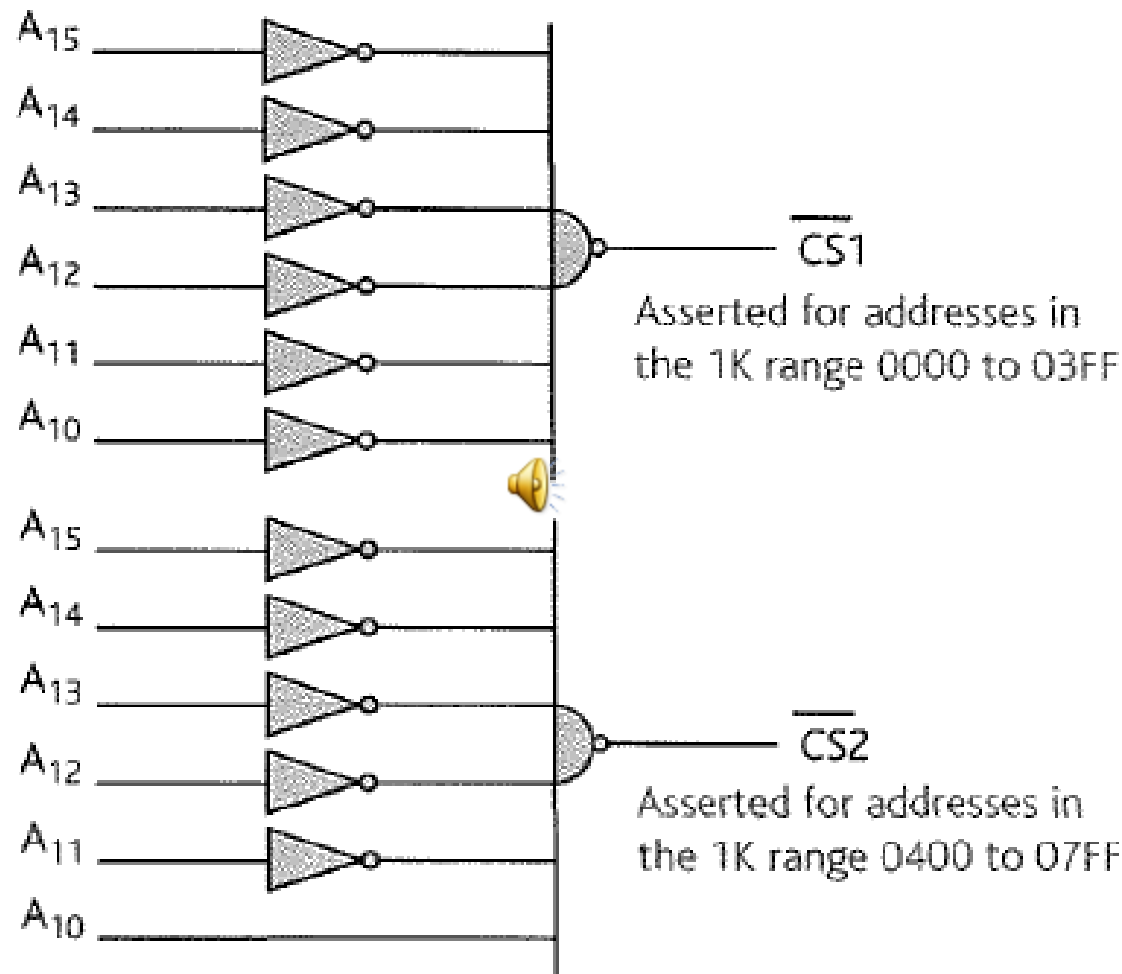 A15
A14
A13
A12
A11
A10
CS1
Asserted for addresses in
the 1K range 0000 to 03FF
A15
A14
A13
A12
A11
A10
CS2
Asserted for addresses in
the 1K range 0400 to 07FF